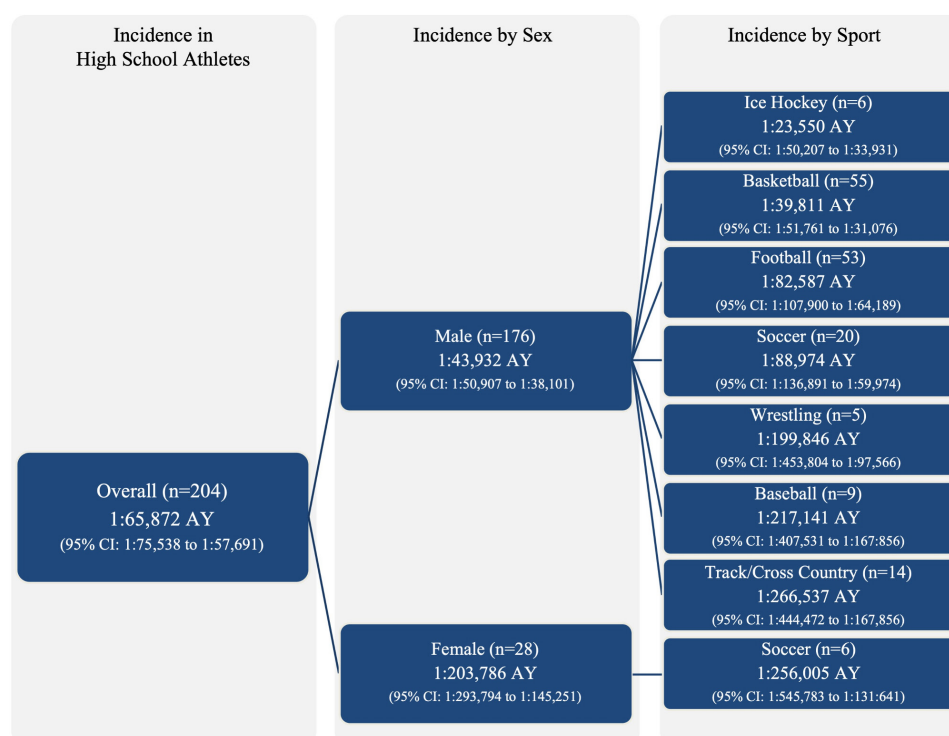 Incidence in
High School Athletes
Overall (n=204)
1:65,872 AY
(95% CI: 1:75,538 to 1:57,691)
Incidence by Sex
Male (n=176)
1:43,932 AY
(95% CI: 1:50,907 to 1:38,101)
Female (n=28)
1:203,786 AY
(95% CI: 1:293,794 to 1:145,251)
Incidence by Sport
Ice Hockey (n=6)
1:23,550 AY
(95% CI: 1:50,207 to 1:33,931)
Basketball (n=55)
1:39,811 AY
(95% CI: 1:51,761 to 1:31,076)
Football (n=53)
1:82,587 AY
(95% CI: 1:107,900 to 1:64,189)
Soccer (n=20)
1:88,974 AY
(95% CI: 1:136,891 to 1:59,974)
Wrestling (n=5)
1:199,846 AY
(95% CI: 1:453,804 to 1:97,566)
Baseball (n=9)
1:217,141 AY
(95% CI: 1:407,531 to 1:167:856)
Track/Cross Country (n=14)
1:266,537 AY
(95% CI: 1:444,472 to 1:167,856)
Soccer (n=6)
1:256,005 AY
(95% CI: 1:545,783 to 1:131:641)